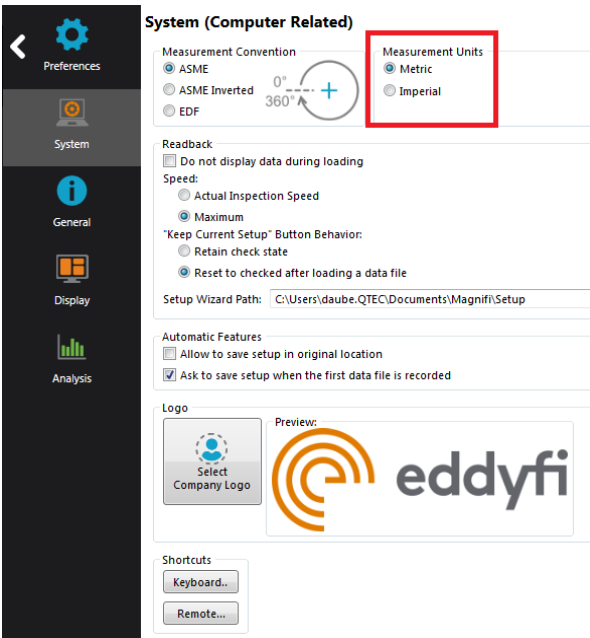 Preferences
System
General
Display
Analysis
System (Computer Related)
Measurement Convention
ASME
ASME Inverted
EDF
0°
360°
Measurement Units
Metric
Imperial
Readback
Do not display data during loading
Speed:
Actual Inspection Speed
Maximum
"Keep Current Setup" Button Behavior:
Retain check state
Reset to checked after loading a data file
Setup Wizard Path: C:\Users\daube.QTEC\Documents\Magnifi\Setup
Automatic Features
Allow to save setup in original location
Ask to save setup when the first data file is recorded
Logo
Select
Company Logo
Preview:
eddyfi
Shortcuts
Keyboard..
Remote...